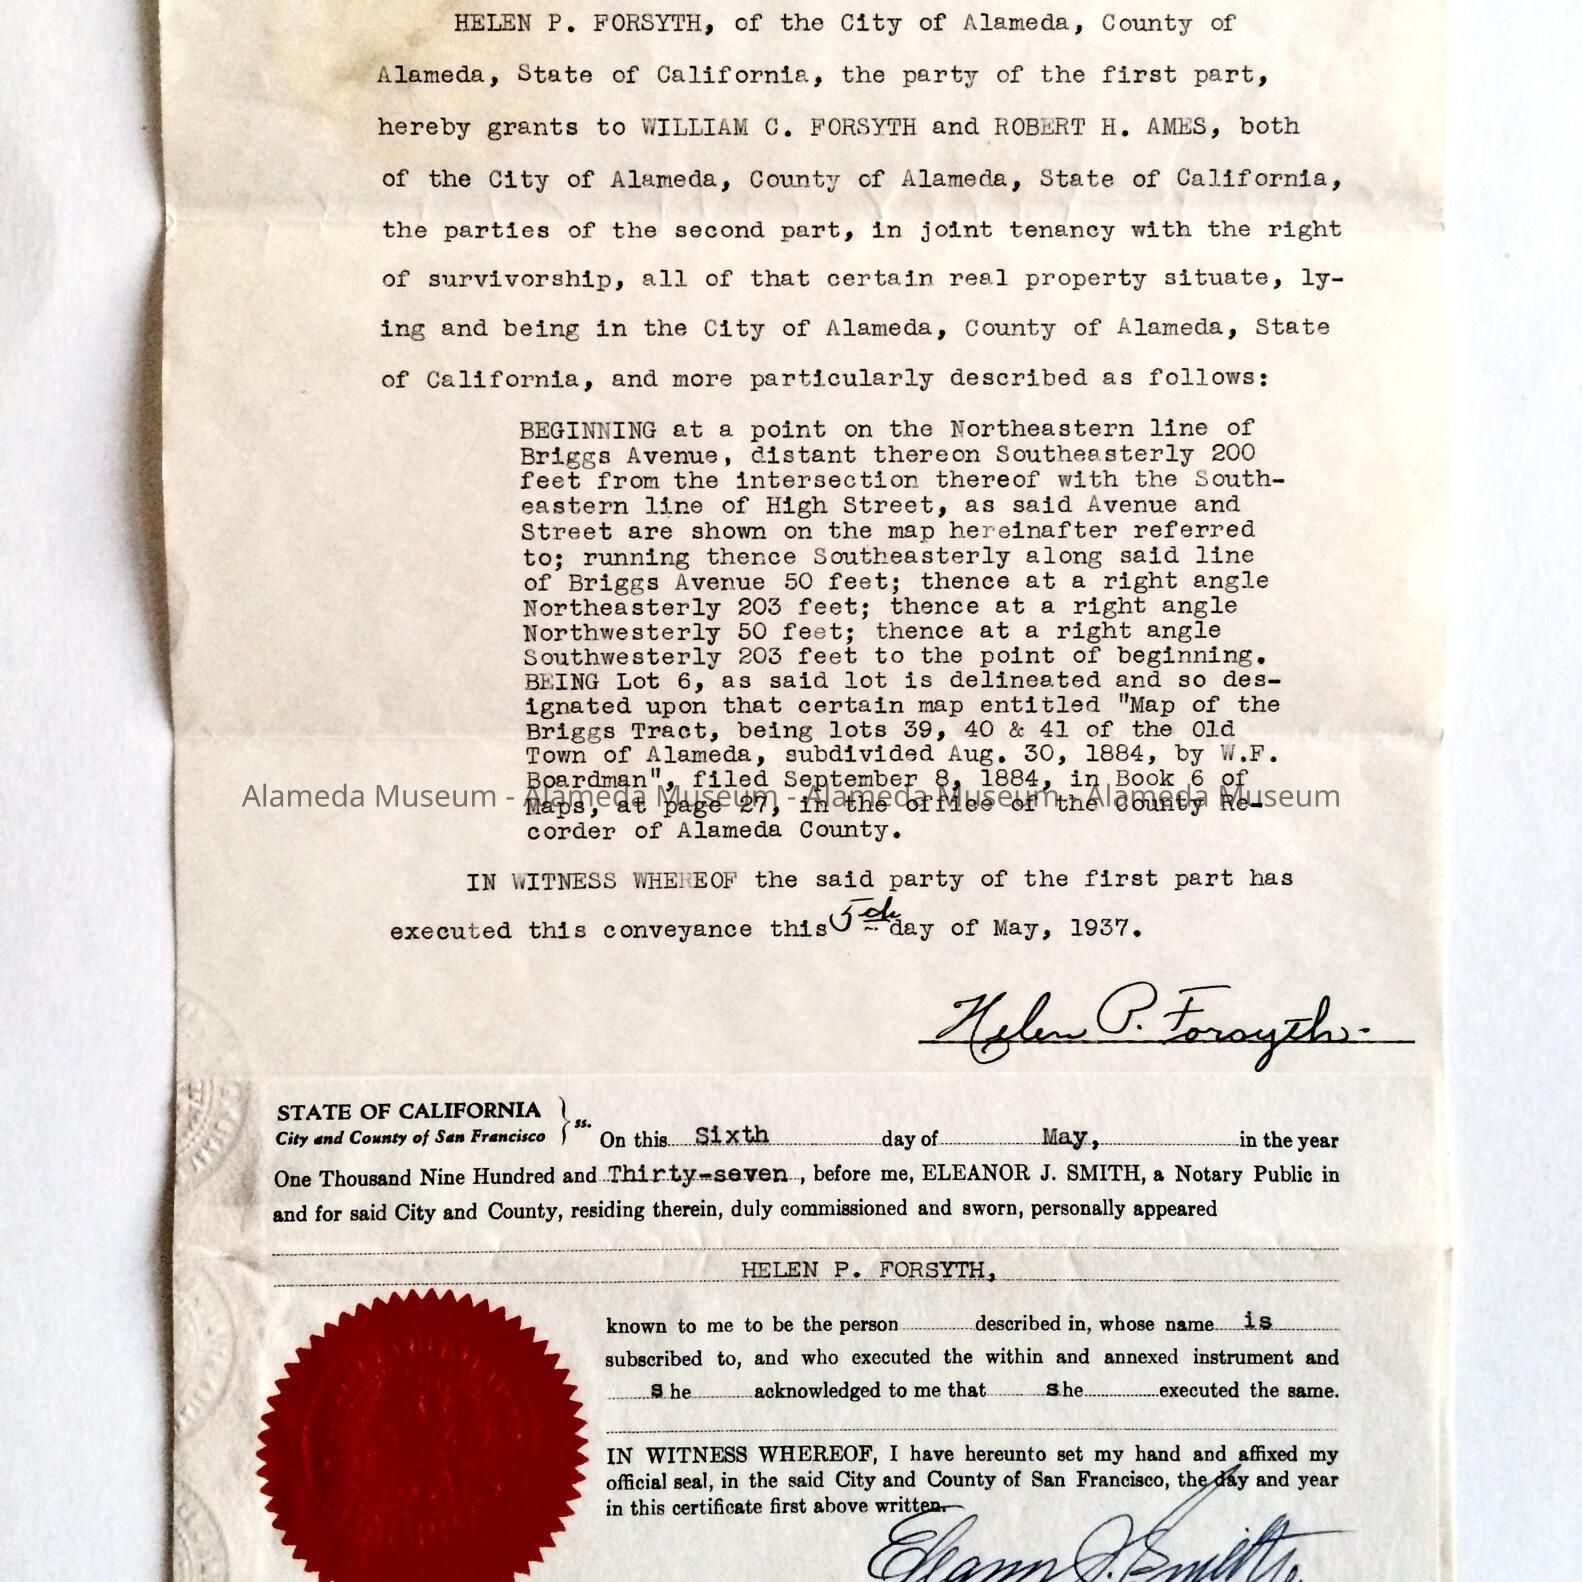 HELEN P. FORSYTH, of the City of Alameda, County of
Alameda, State of California, the party of the first part,
hereby grants to WILLIAM C. FORSYTH and ROBERT H. AMES, both
of the City of Alameda, County of Alameda, State of California,
the parties of the second part, in joint tenancy with the right
of survivorship, all of that certain real property situate, ly-
ing and being in the City of Alameda, County of Alameda, State
of California, and more particularly described as follows:
BEGINNING at a point on the Northeastern line of
Briggs Avenue, distant thereon Southeasterly 200
feet from the intersection thereof with the South-
eastern line of High Street, as said Avenue and
Street are shown on the map hereinafter referred
to; running thence Southeasterly along said line
of Briggs Avenue 50 feet; thence at a right angle
Northeasterly 203 feet; thence at a right angle
Northwesterly 50 feet; thence at a right angle
Southwesterly 203 feet to the point of beginning.
BEING Lot 6, as said lot is delineated and so des-
ignated upon that certain map entitled "Map of the
Briggs Tract, being lots 39, 40 & 41 of the Old
Town of Alameda, subdivided Aug. 30, 1884, by W.F.
Boardman", filed September 8, 1884, in Book 6 of
Alameda Museum - Alameda Museum - Alameda Museum - Alameda Museum
Maps, at page 27, in the office of the County Re-
corder of Alameda County.
IN WITNESS WHEREOF the said party of the first part has
executed this conveyance this 5th day of May, 1937.
Helen P. Forsyth.
STATE OF CALIFORNIA
City and County of San Francisco } ss. On this Sixth day of May, in the year
One Thousand Nine Hundred and Thirty-seven, before me, ELEANOR J. SMITH, a Notary Public in
and for said City and County, residing therein, duly commissioned and sworn, personally appeared
HELEN P. FORSYTH,
known to me to be the person described in, whose name is
subscribed to, and who executed the within and annexed instrument and
she acknowledged to me that she executed the same.
IN WITNESS WHEREOF, I have hereunto set my hand and affixed my
official seal, in the said City and County of San Francisco, the day and year
in this certificate first above written.
Eleanor J. Smith